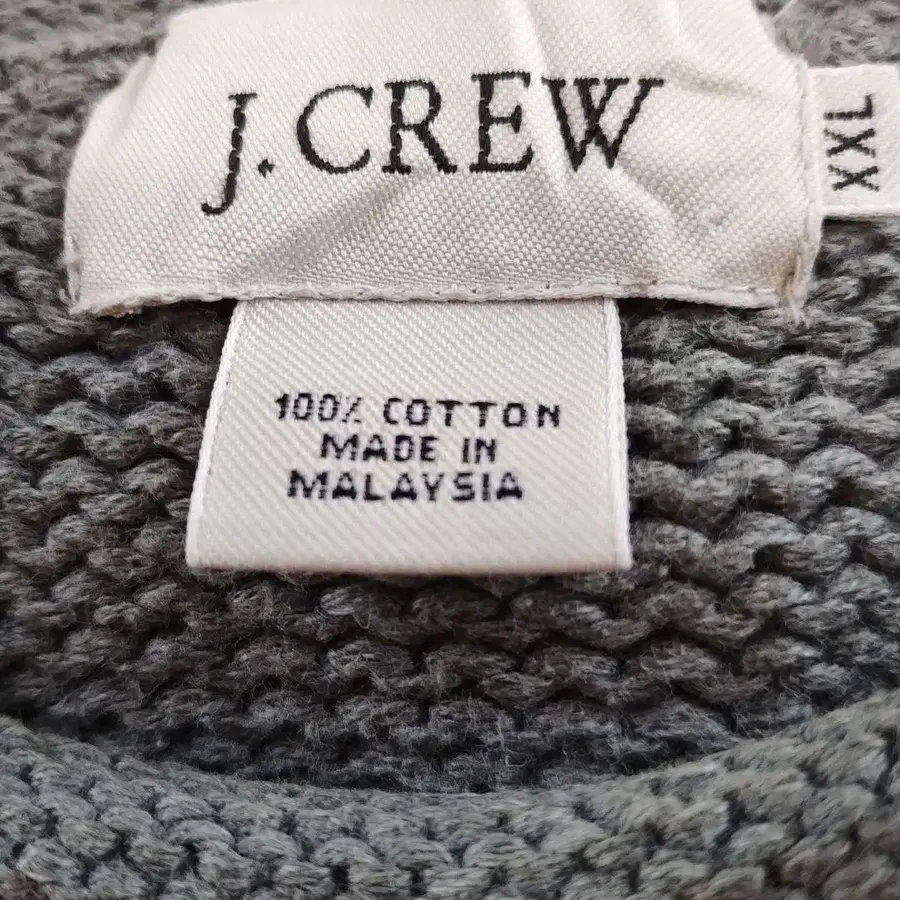 J.CREW
XXL
100% COTTON
MADE IN
MALAYSIA